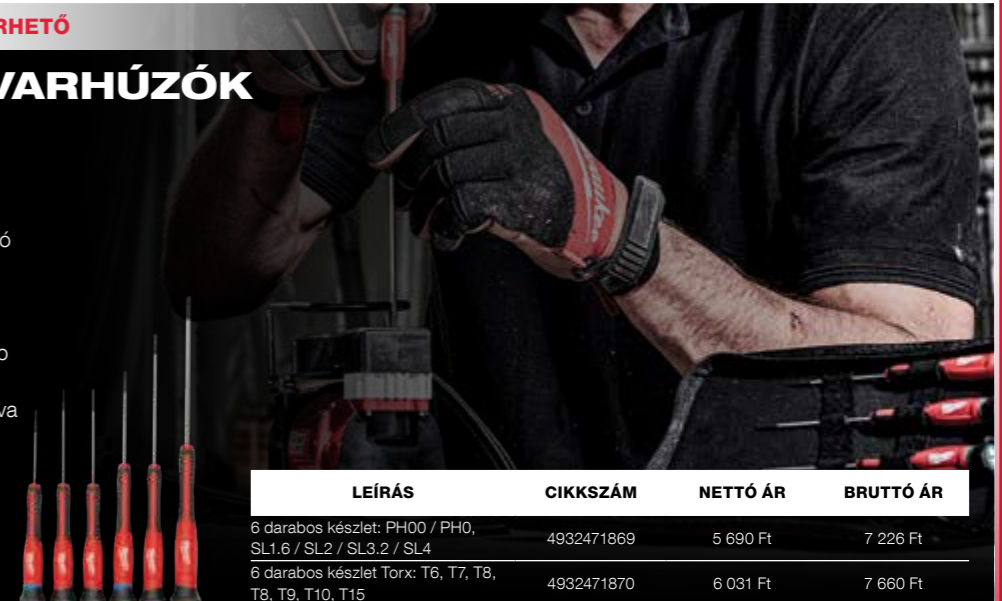 RHETŐ
VARHÚZÓK
ó
o
va
LEÍRÁS CIKKSZÁM NETTÓ ÁR BRUTTÓ ÁR
6 darabos készlet: PH00 / PH0,
SL1.6 / SL2 / SL3.2 / SL4 4932471869 5 690 Ft 7 226 Ft
6 darabos készlet Torx: T6, T7, T8,
T8, T9, T10, T15 4932471870 6 031 Ft 7 660 Ft